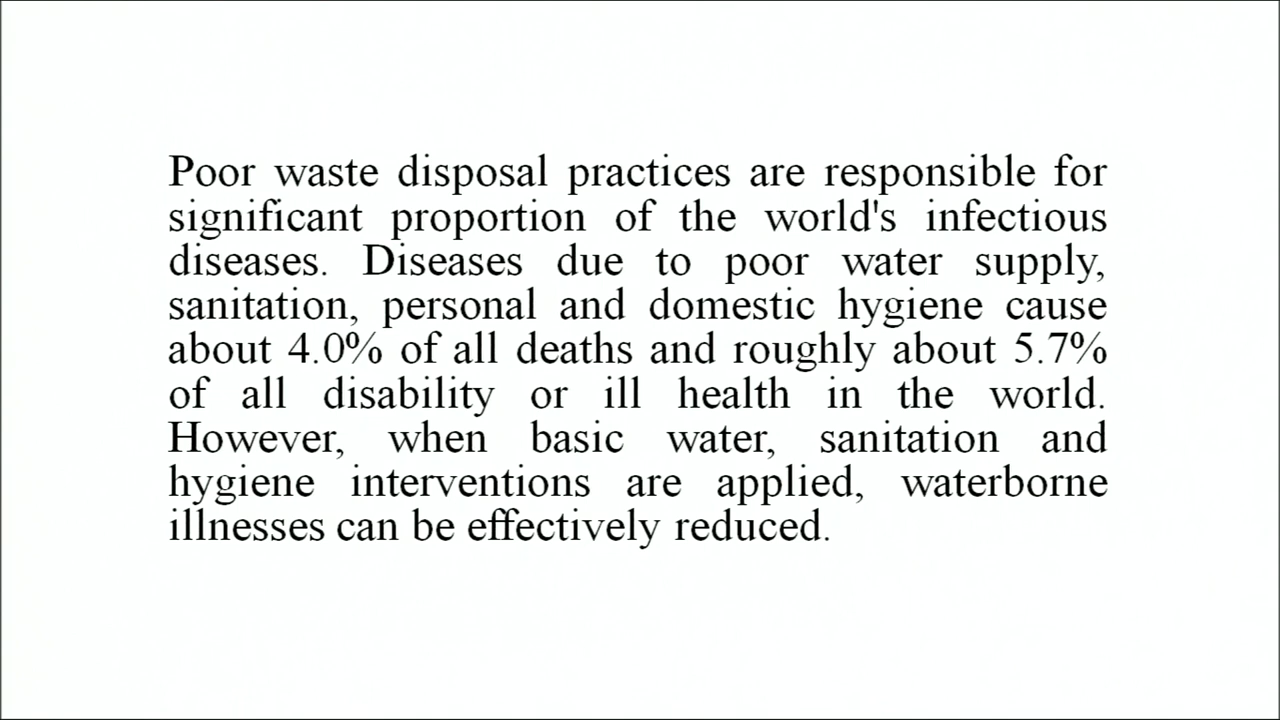 Poor waste disposal practices are responsible for
significant proportion of the world's infectious
diseases. Diseases due to poor water supply,
sanitation, personal and domestic hygiene cause
about 4.0% of all deaths and roughly about 5.7%
of all disability or ill health in the world.
However, when basic water, sanitation and
hygiene interventions are applied, waterborne
illnesses can be effectively reduced.